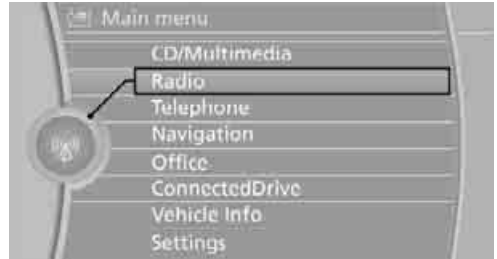 Main menu
CD/Multimedia
Radio
Telephone
Navigation
Office
ConnectedDrive
Vehicle Info
Settings